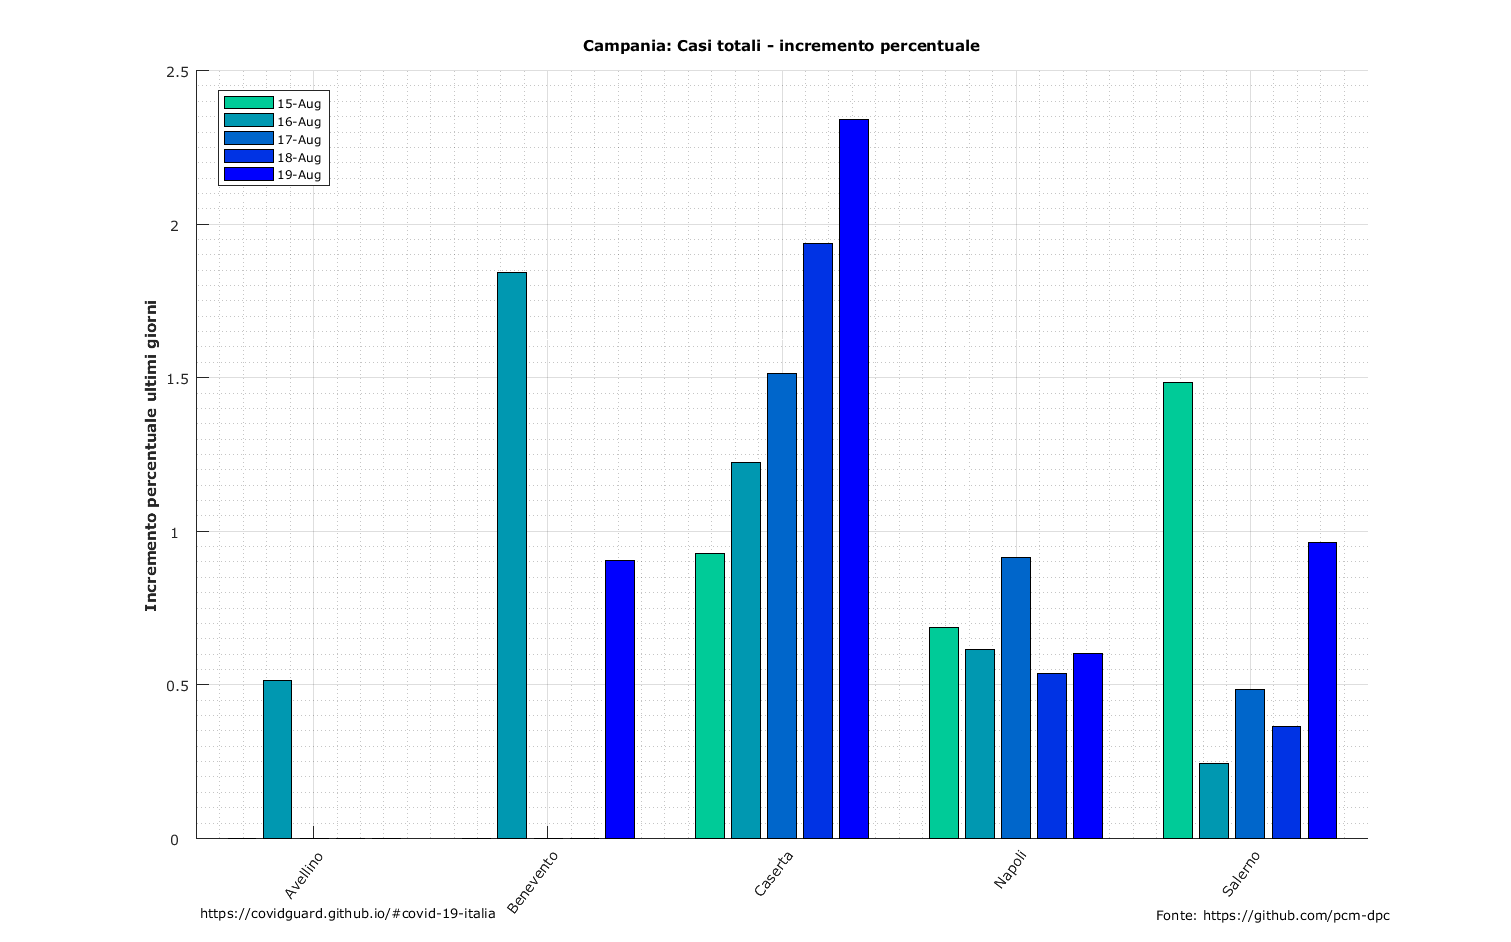 Campania: Casi totali - incremento percentuale
2.5
2
1.5
1
0.5
0
Incremento percentuale ultimi giorni
15-Aug
16-Aug
17-Aug
18-Aug
19-Aug
Avellino
Benevento
Caserta
Napoli
Salerno
https://covidguard.github.io/#covid-19-italia
Fonte: https://github.com/pcm-dpc